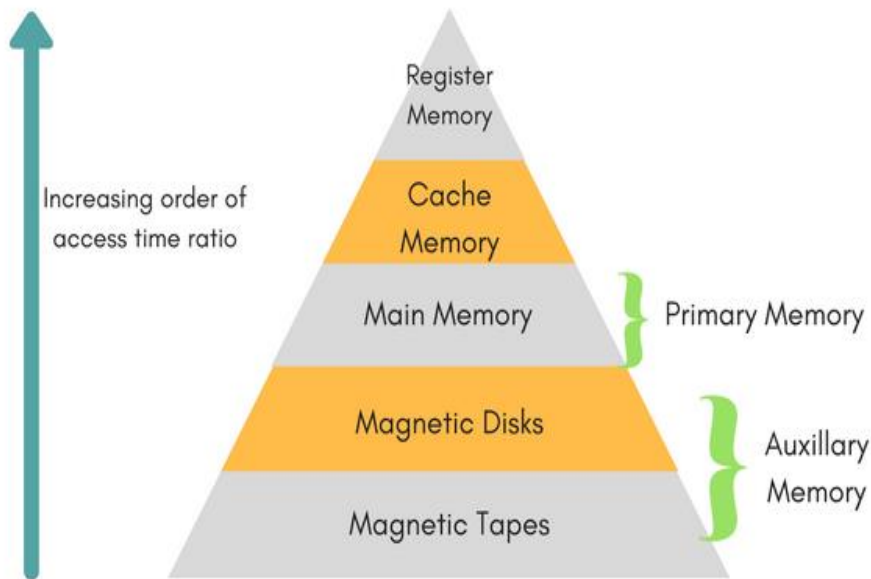 Register
Memory
Increasing order of
access time ratio
Cache
Memory
Main Memory
Primary Memory
Magnetic Disks
Auxillary
Memory
Magnetic Tapes